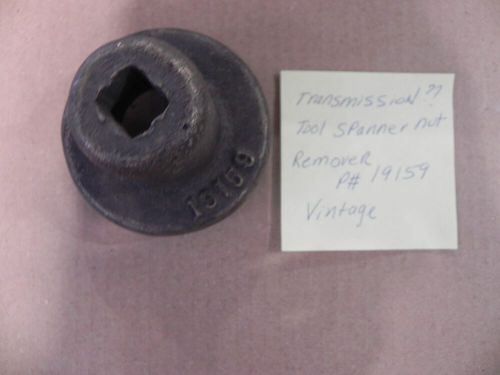 19159
Transmission??
Tool Spanner nut
Remover
P# 19159
Vintage